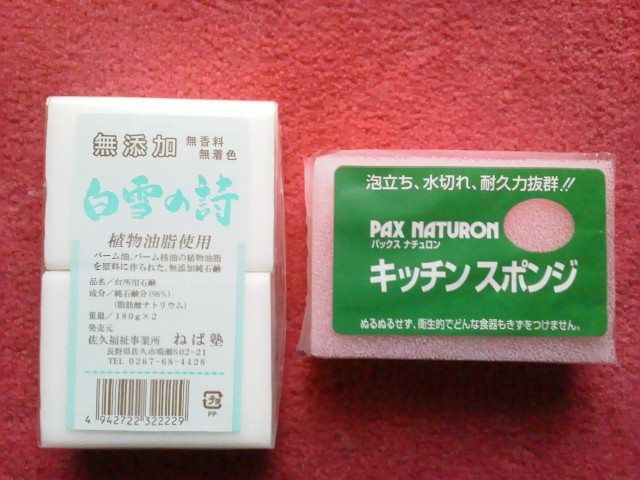 無添加 無香料
無着色
白雪の詩
植物油脂使用
パーム油、パーム核油の植物油脂
を原料に作られた、無添加純石鹸
品名／台所用石鹸
成分／純石鹸分(98%)
(脂肪酸ナトリウム)
重量／180g×2
発売元
佐久福祉事業所 ねば塾
長野県佐久市鳴瀬602-21
TEL 0267-68-4428
4 942722 322229
プラ
PP
泡立ち、水切れ、耐久力抜群!!
PAX NATURON
パックス ナチュロン
キッチンスポンジ
ぬるぬるせず、衛生的でどんな食器もきずをつけません。